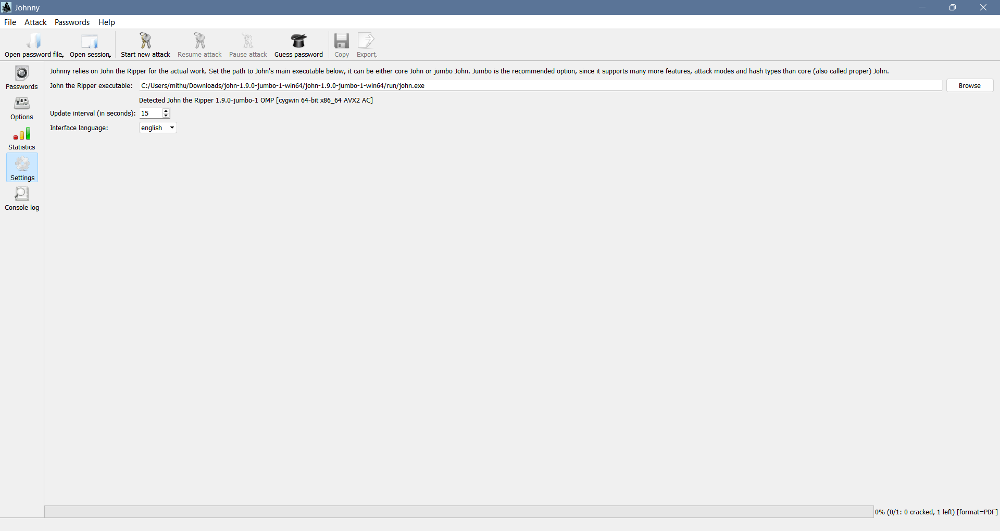 Johnny
File Attack Passwords Help
Open password file Open session Start new attack Resume attack Pause attack Guess password Copy Export
Passwords
Options
Statistics
Settings
Console log
Johnny relies on John the Ripper for the actual work. Set the path to John's main executable below, it can be either core John or jumbo John. Jumbo is the recommended option, since it supports many more features, attack modes and hash types than core (also called proper) John.
John the Ripper executable: C:/Users/mithu/Downloads/john-1.9.0-jumbo-1-win64/john-1.9.0-jumbo-1-win64/run/john.exe Browse
Detected John the Ripper 1.9.0-jumbo-1 OMP [cygwin 64-bit x86_64 AVX2 AC]
Update interval (in seconds): 15
Interface language: english
0% (0/1: 0 cracked, 1 left) [format=PDF]